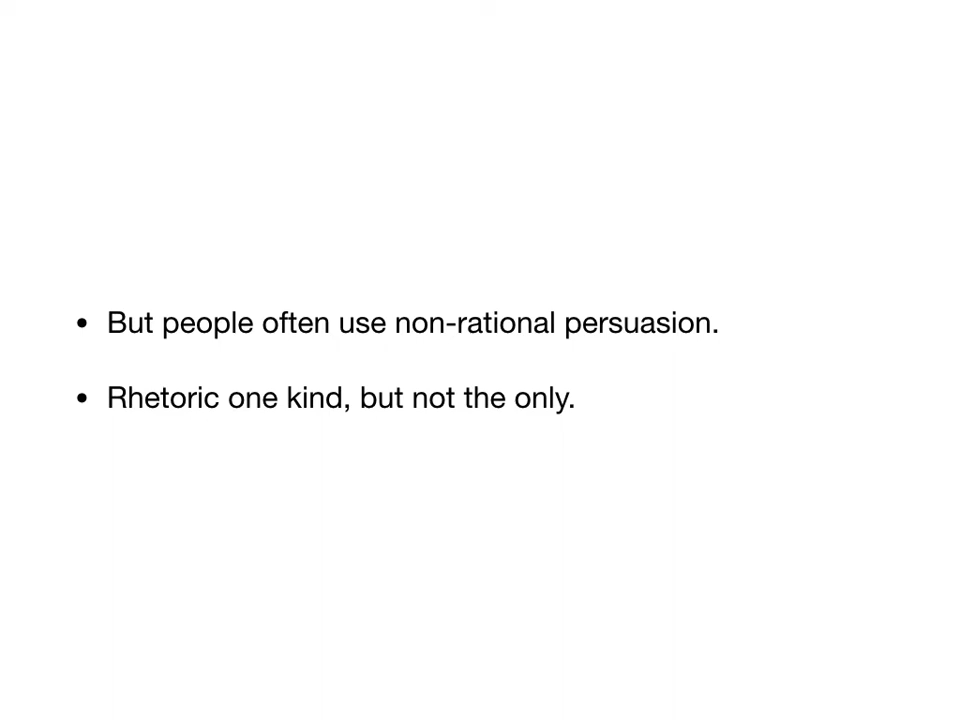 • But people often use non-rational persuasion.
• Rhetoric one kind, but not the only.